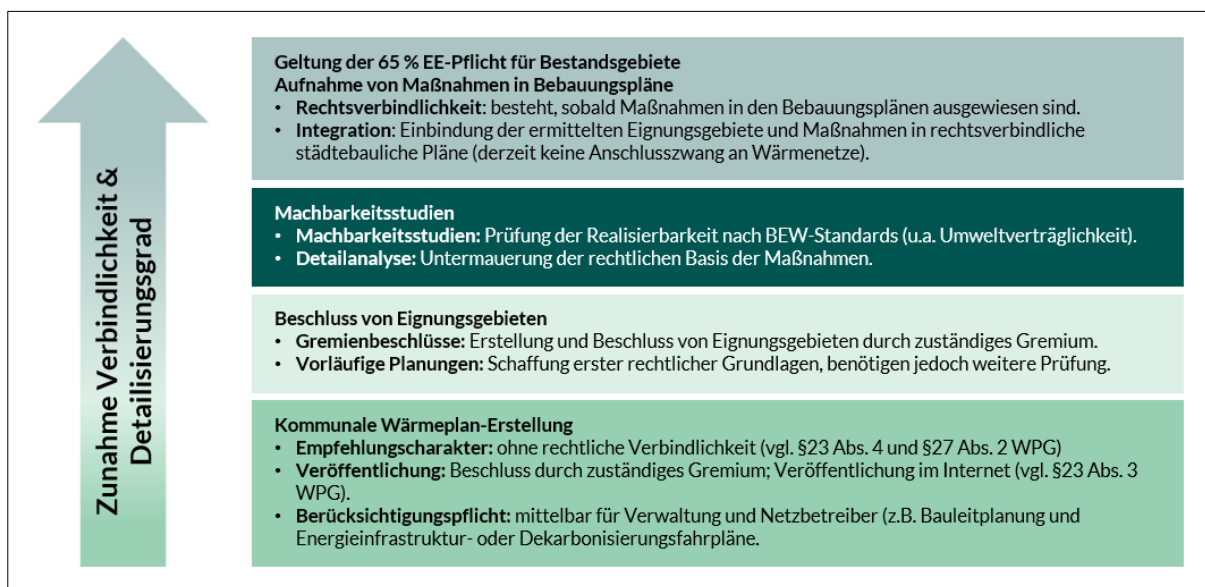 Zunahme Verbindlichkeit &
Detailisierungsgrad
Geltung der 65 % EE-Pflicht für Bestandsgebiete
Aufnahme von Maßnahmen in Bebauungspläne
• Rechtsverbindlichkeit: besteht, sobald Maßnahmen in den Bebauungsplänen ausgewiesen sind.
• Integration: Einbindung der ermittelten Eignungsgebiete und Maßnahmen in rechtsverbindliche
städtebauliche Pläne (derzeit keine Anschlusszwang an Wärmenetze).
Machbarkeitsstudien
• Machbarkeitsstudien: Prüfung der Realisierbarkeit nach BEW-Standards (u.a. Umweltverträglichkeit).
• Detailanalyse: Untermauerung der rechtlichen Basis der Maßnahmen.
Beschluss von Eignungsgebieten
• Gremienbeschlüsse: Erstellung und Beschluss von Eignungsgebieten durch zuständiges Gremium.
• Vorläufige Planungen: Schaffung erster rechtlicher Grundlagen, benötigen jedoch weitere Prüfung.
Kommunale Wärmeplan-Erstellung
• Empfehlungscharakter: ohne rechtliche Verbindlichkeit (vgl. §23 Abs. 4 und §27 Abs. 2 WPG)
• Veröffentlichung: Beschluss durch zuständiges Gremium; Veröffentlichung im Internet (vgl. §23 Abs. 3
WPG).
• Berücksichtigungspflicht: mittelbar für Verwaltung und Netzbetreiber (z.B. Bauleitplanung und
Energieinfrastruktur- oder Dekarbonisierungsfahrpläne.